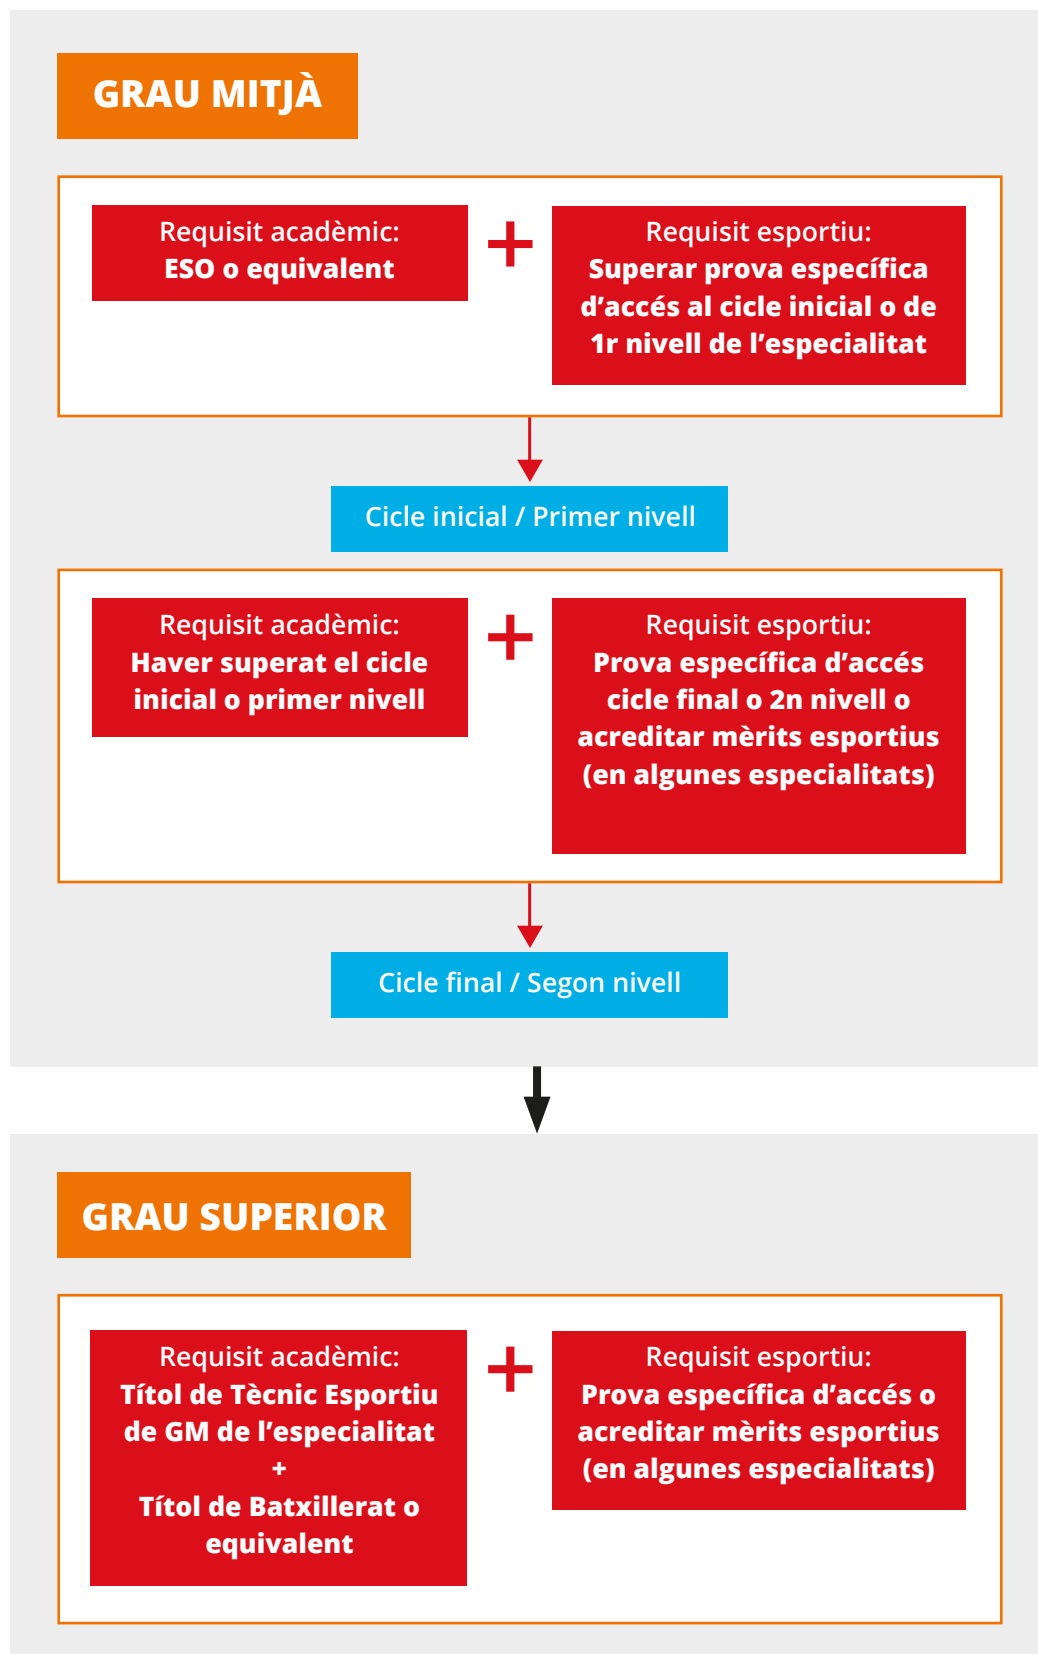 GRAU MITJÀ
Requisit acadèmic:
ESO o equivalent
+
Requisit esportiu:
Superar prova específica
d’accés al cicle inicial o de
1r nivell de l’especialitat
Cicle inicial / Primer nivell
Requisit acadèmic:
Haver superat el cicle
inicial o primer nivell
+
Requisit esportiu:
Prova específica d’accés
cicle final o 2n nivell o
acreditar mèrits esportius
(en algunes especialitats)
Cicle final / Segon nivell
GRAU SUPERIOR
Requisit acadèmic:
Títol de Tècnic Esportiu
de GM de l’especialitat
+
Títol de Batxillerat o
equivalent
+
Requisit esportiu:
Prova específica d’accés o
acreditar mèrits esportius
(en algunes especialitats)